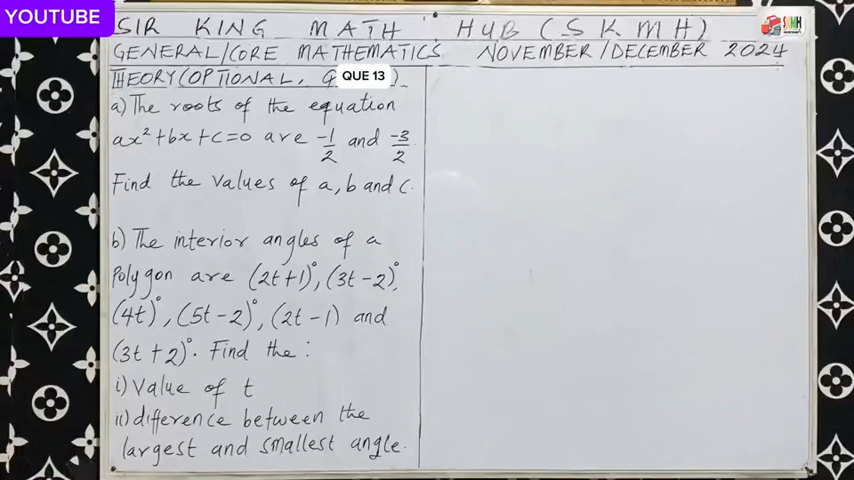 YOUTUBE
SIR KING MATH HUB (S K M H)
SKMH
GENERAL/CORE MATHEMATICS NOVEMBER/DECEMBER 2024
THEORY (OPTIONAL, Q QUE 13 )
a) The roots of the equation
ax² + bx + c = 0 are -1/2 and -3/2.
Find the values of a, b and c.
b) The interior angles of a
Polygon are (2t+1)°, (3t-2)°,
(4t)°, (5t-2)°, (2t-1) and
(3t+2)°. Find the:
i) Value of t
ii) difference between the
largest and smallest angle.